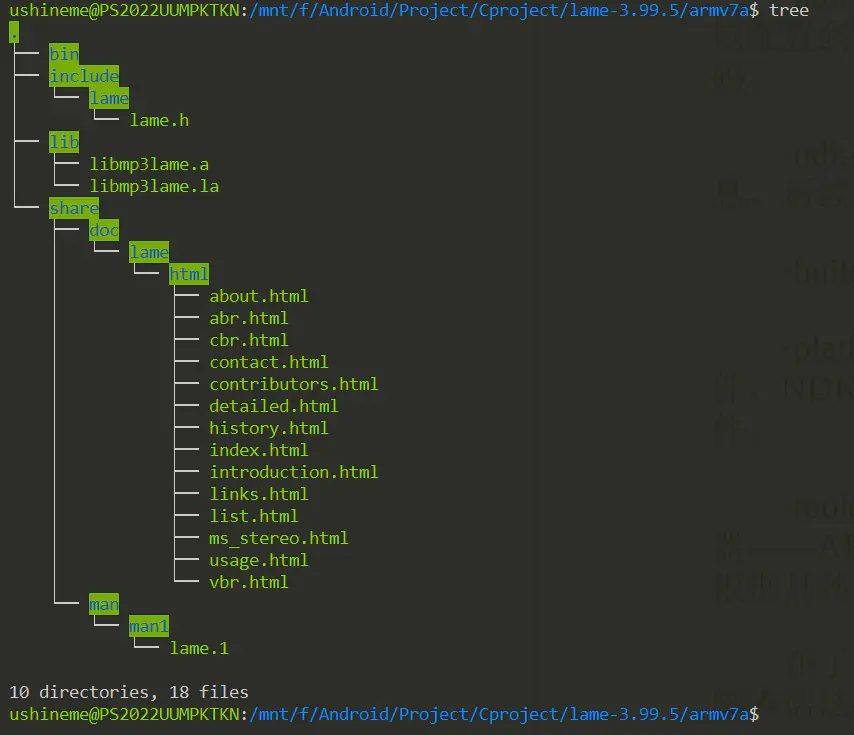 ushineme@PS2022UUMPKTKN:/mnt/f/Android/Project/Cproject/lame-3.99.5/armv7a$ tree
.
├── bin
├── include
│   └── lame
│       └── lame.h
├── lib
│   ├── libmp3lame.a
│   └── libmp3lame.la
└── share
    ├── doc
    │   └── lame
    │       └── html
    │           ├── about.html
    │           ├── abr.html
    │           ├── cbr.html
    │           ├── contact.html
    │           ├── contributors.html
    │           ├── detailed.html
    │           ├── history.html
    │           ├── index.html
    │           ├── introduction.html
    │           ├── links.html
    │           ├── list.html
    │           ├── ms_stereo.html
    │           ├── usage.html
    │           └── vbr.html
    └── man
        └── man1
            └── lame.1
10 directories, 18 files
ushineme@PS2022UUMPKTKN:/mnt/f/Android/Project/Cproject/lame-3.99.5/armv7a$